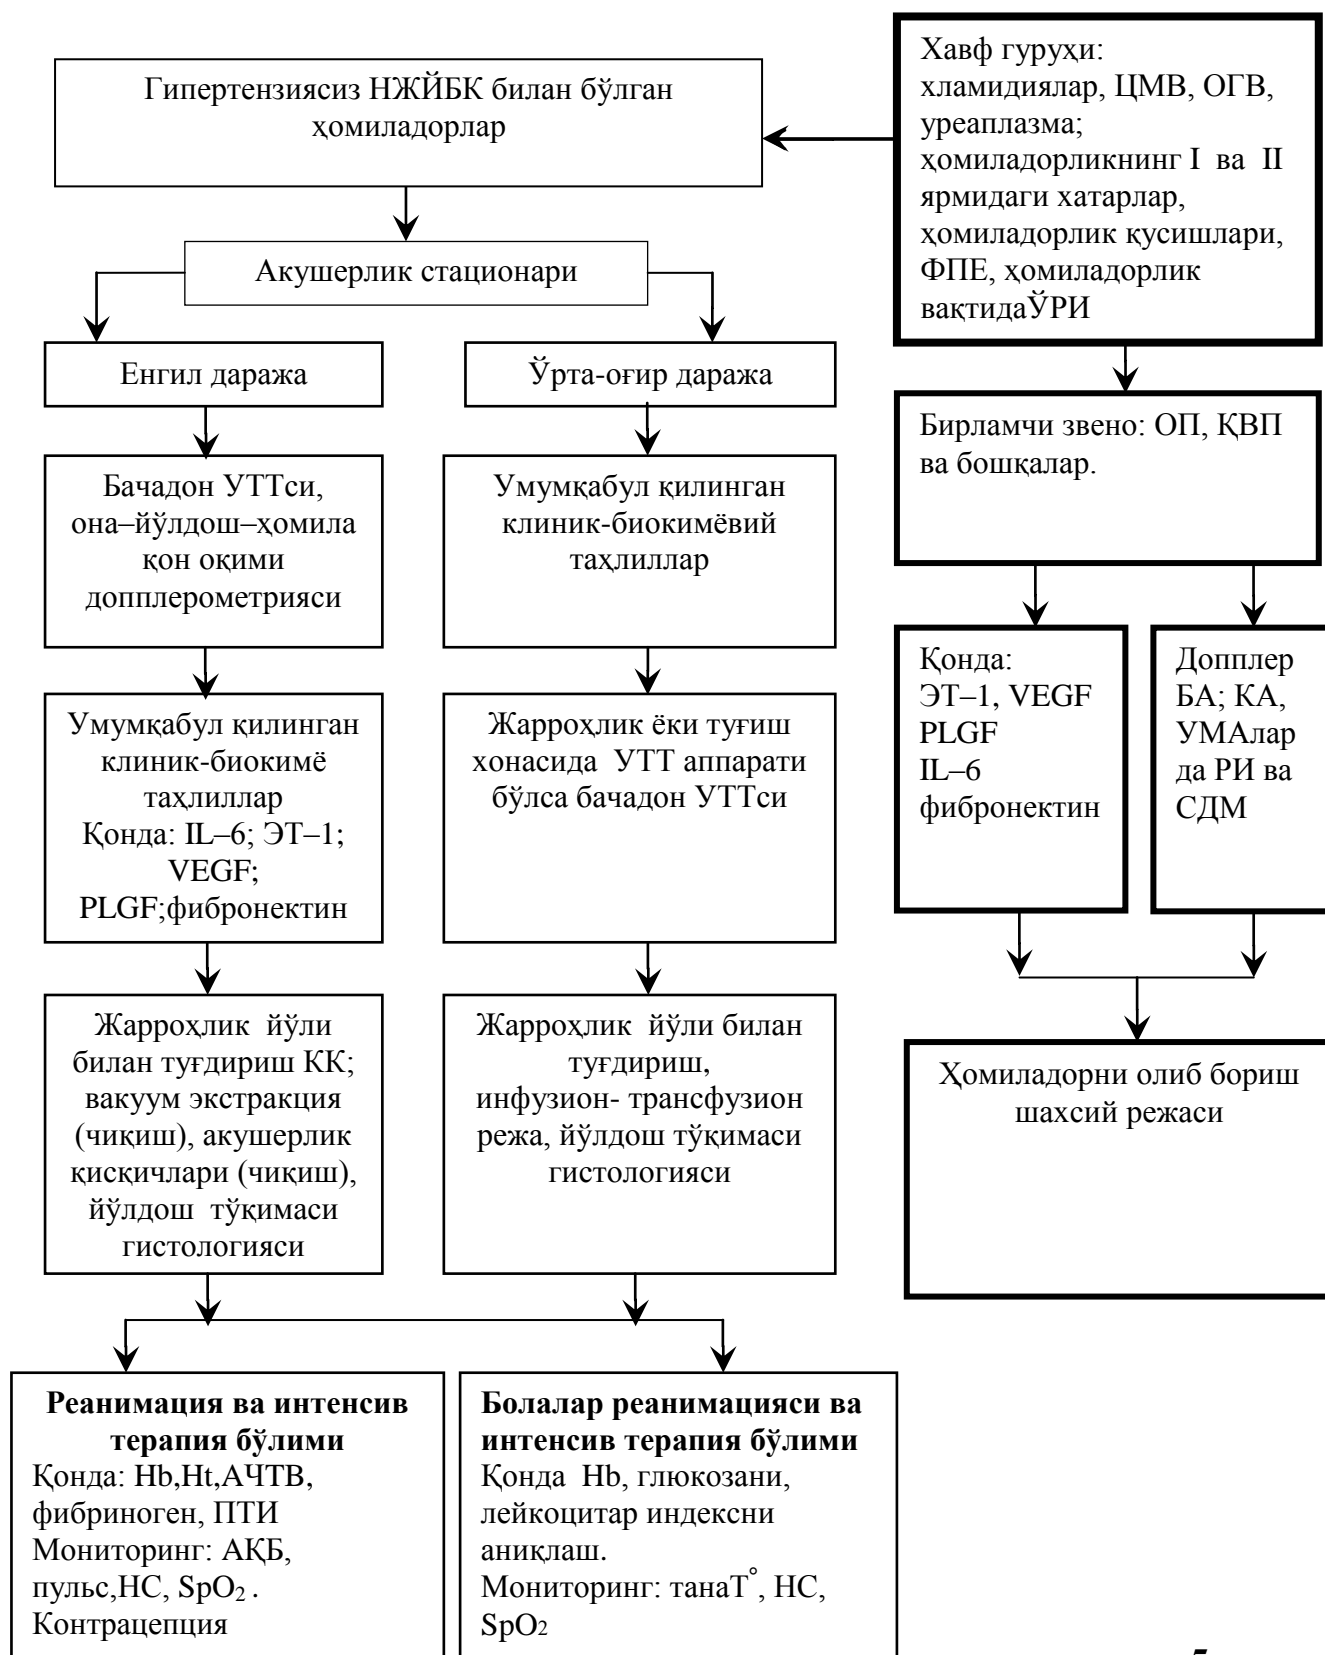 Гипертензиясиз НЖЙБК билан бўлган
ҳомиладорлар
Хавф гуруҳи:
хламидиялар, ЦМВ, ОГВ,
уреаплазма;
ҳомиладорликнинг I ва II
ярмидаги хатарлар,
ҳомиладорлик қусишлари,
ФПЕ, ҳомиладорлик
вақтидаЎРИ
Акушерлик стационари
Енгил даража
Ўрта-оғир даража
Бирламчи звено: ОП, ҚВП
ва бошқалар.
Бачадон УТТси,
она–йўлдош–ҳомила
қон оқими
допплерометрияси
Умумқабул қилинган
клиник-биокимёвий
таҳлиллар
Қонда:
ЭТ–1, VEGF
PLGF
IL–6
фибронектин
Допплер
БА; КА,
УМАлар
да РИ ва
СДМ
Умумқабул қилинган
клиник-биокимё
таҳлиллар
Қонда: IL–6; ЭТ–1;
VEGF;
PLGF;фибронектин
Жарроҳлик ёки туғиш
хонасида УТТ аппарати
бўлса бачадон УТТси
Жарроҳлик йўли
билан туғдириш КК;
вакуум экстракция
(чиқиш), акушерлик
қисқичлари (чиқиш),
йўлдош тўқимаси
гистологияси
Жарроҳлик йўли билан
туғдириш,
инфузион- трансфузион
режа, йўлдош тўқимаси
гистологияси
Ҳомиладорни олиб бориш
шахсий режаси
Реанимация ва интенсив
терапия бўлими
Қонда: Hb,Ht,АЧТВ,
фибриноген, ПТИ
Мониторинг: АҚБ,
пульс,НС, SpO₂ .
Контрацепция
Болалар реанимацияси ва
интенсив терапия бўлими
Қонда Hb, глюкозани,
лейкоцитар индексни
аниқлаш.
Мониторинг: танаТ°, НС,
SpO₂